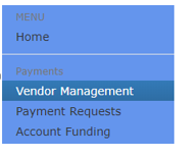 MENU
Home
Payments
Vendor Management
Payment Requests
Account Funding